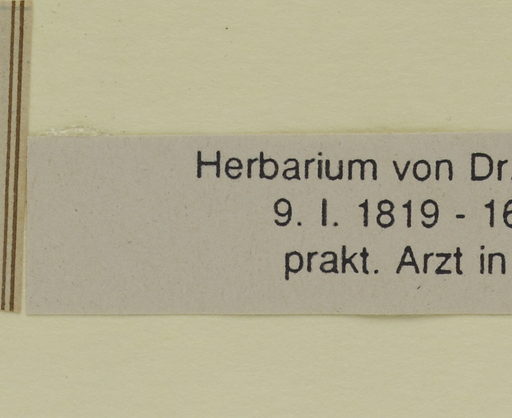 Herbarium von Dr.
9. I. 1819 - 16
prakt. Arzt in